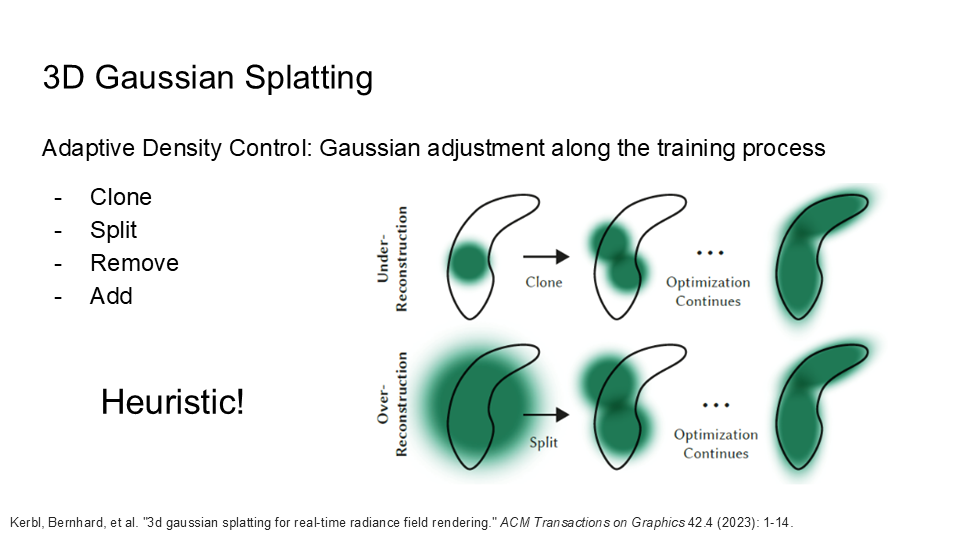 3D Gaussian Splatting
Adaptive Density Control: Gaussian adjustment along the training process
- Clone
- Split
- Remove
- Add
Heuristic!
Under-
Reconstruction
Clone
...
Optimization
Continues
Over-
Reconstruction
Split
...
Optimization
Continues
Kerbl, Bernhard, et al. "3d gaussian splatting for real-time radiance field rendering." ACM Transactions on Graphics 42.4 (2023): 1-14.